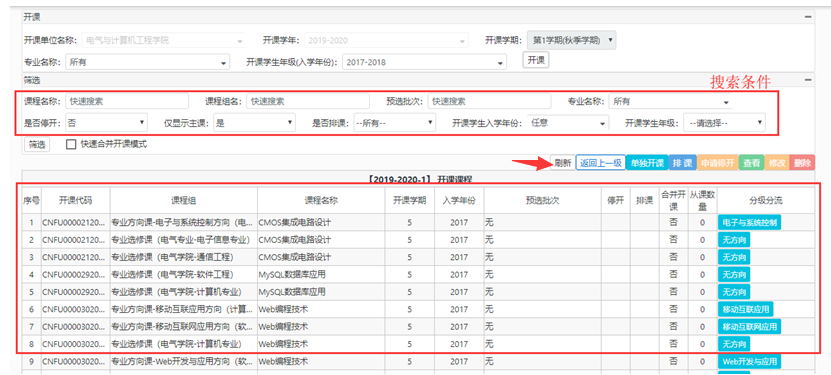 开课
开课单位名称: 电气与计算机工程学院 开课学年: 2019-2020 开课学期: 第1学期(秋季学期)
专业名称: 所有 开课学生年级(入学年份): 2017-2018 开课
筛选
搜索条件
课程名称: 快速搜索 课程组名: 快速搜索 预选批次: 快速搜索 专业名称: 所有
是否停开: 否 仅显示主课: 是 是否排课: --所有-- 开课学生入学年份: 任意 开课学生年级: --请选择--
筛选 快速合并开课模式
刷新 返回上一级 单独开课 排 课 申请修开 查看 修改 删除
【2019-2020-1】 开课课程
序号 开课代码 课程组 课程名称 开课学期 入学年份 预选批次 停开 排课 合并开课 从课数量 分级分流
1 CNFU00002120... 专业方向课-电子与系统控制方向（电... CMOS集成电路设计 5 2017 无 否 0 电子与系统控制
2 CNFU00002120... 专业选修课（电气专业-电子信息专业） CMOS集成电路设计 5 2017 无 否 0 无方向
3 CNFU00002120... 专业选修课（电气学院-通信工程） CMOS集成电路设计 5 2017 无 否 0 无方向
4 CNFU00002920... 专业选修课（电气学院-软件工程） MySQL数据库应用 5 2017 无 否 0 无方向
5 CNFU00002920... 专业选修课（电气学院-计算机专业） MySQL数据库应用 5 2017 无 否 0 无方向
6 CNFU00003020... 专业方向课-移动互联应用方向（计算... Web编程技术 5 2017 无 否 0 移动互联应用
7 CNFU00003020... 专业方向课-移动互联网应用方向（软... Web编程技术 5 2017 无 否 0 移动互联网应用
8 CNFU00003020... 专业选修课（电气学院-计算机专业） Web编程技术 5 2017 无 否 0 无方向
9 CNFU00003020... 专业方向课-Web开发与应用方向（软... Web编程技术 5 2017 无 否 0 Web开发与应用